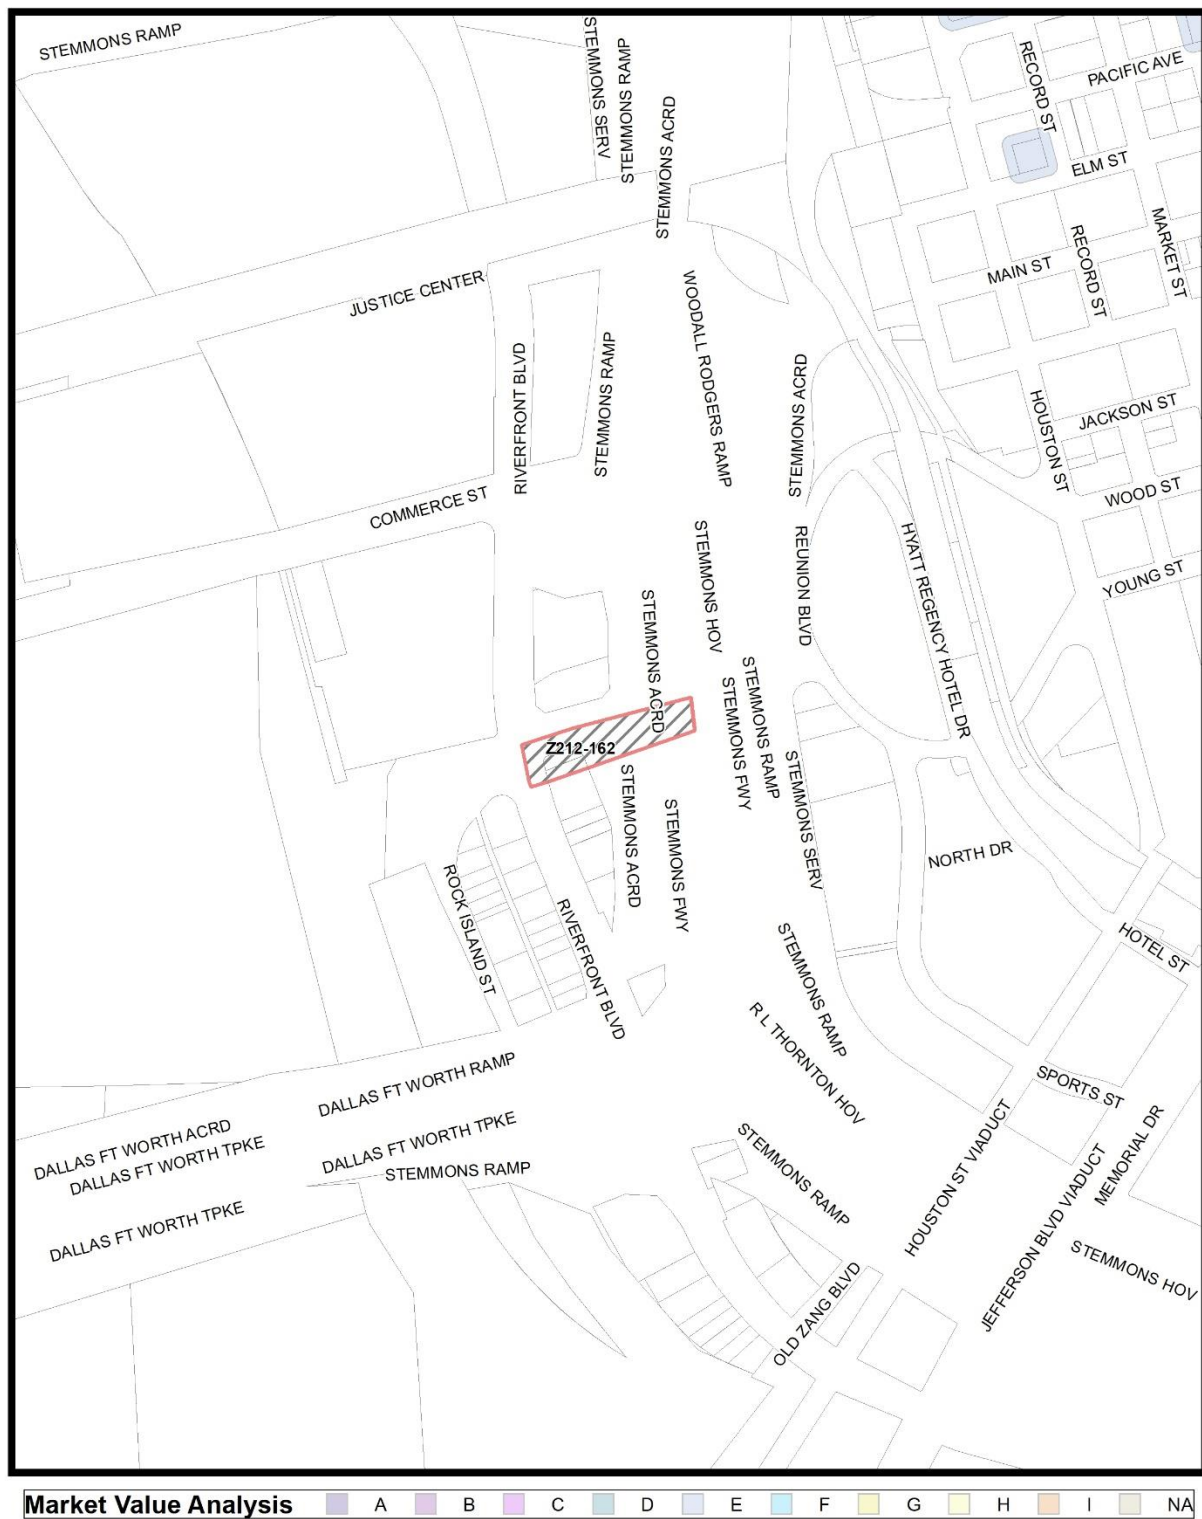 STEMMONS RAMP
STEMMONS SERV
STEMMONS RAMP
STEMMONS ACRD
RECORD ST
PACIFIC AVE
ELM ST
MARKET ST
RECORD ST
MAIN ST
JUSTICE CENTER
WOODALL RODGERS RAMP
RIVERFRONT BLVD
STEMMONS RAMP
STEMMONS ACRD
HOUSTON ST
JACKSON ST
COMMERCE ST
WOOD ST
STEMMONS HOV
REUNION BLVD
HYATT REGENCY HOTEL DR
YOUNG ST
STEMMONS ACRD
STEMMONS RAMP
STEMMONS FWY
Z212-162
STEMMONS SERV
STEMMONS ACRD
STEMMONS FWY
NORTH DR
ROCK ISLAND ST
RIVERFRONT BLVD
STEMMONS RAMP
HOTEL ST
R L THORNTON HOV
DALLAS FT WORTH RAMP
SPORTS ST
DALLAS FT WORTH ACRD
DALLAS FT WORTH TPKE
DALLAS FT WORTH TPKE
STEMMONS RAMP
STEMMONS RAMP
HOUSTON ST VIADUCT
MEMORIAL DR
JEFFERSON BLVD VIADUCT
DALLAS FT WORTH TPKE
STEMMONS HOV
OLD ZANG BLVD
Market Value Analysis A B C D E F G H I NA